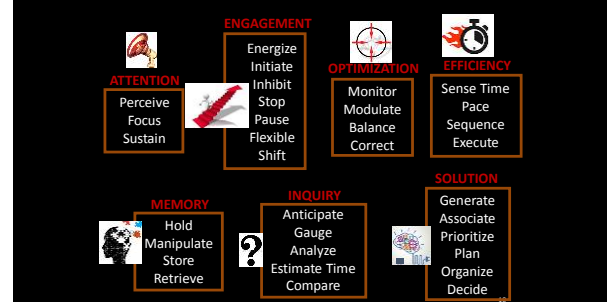 ENGAGEMENT
Energize
Initiate
Inhibit
Stop
Pause
Flexible
Shift
ATTENTION
Perceive
Focus
Sustain
OPTIMIZATION
Monitor
Modulate
Balance
Correct
EFFICIENCY
Sense Time
Pace
Sequence
Execute
MEMORY
Hold
Manipulate
Store
Retrieve
INQUIRY
Anticipate
Gauge
Analyze
Estimate Time
Compare
?
SOLUTION
Generate
Associate
Prioritize
Plan
Organize
Decide